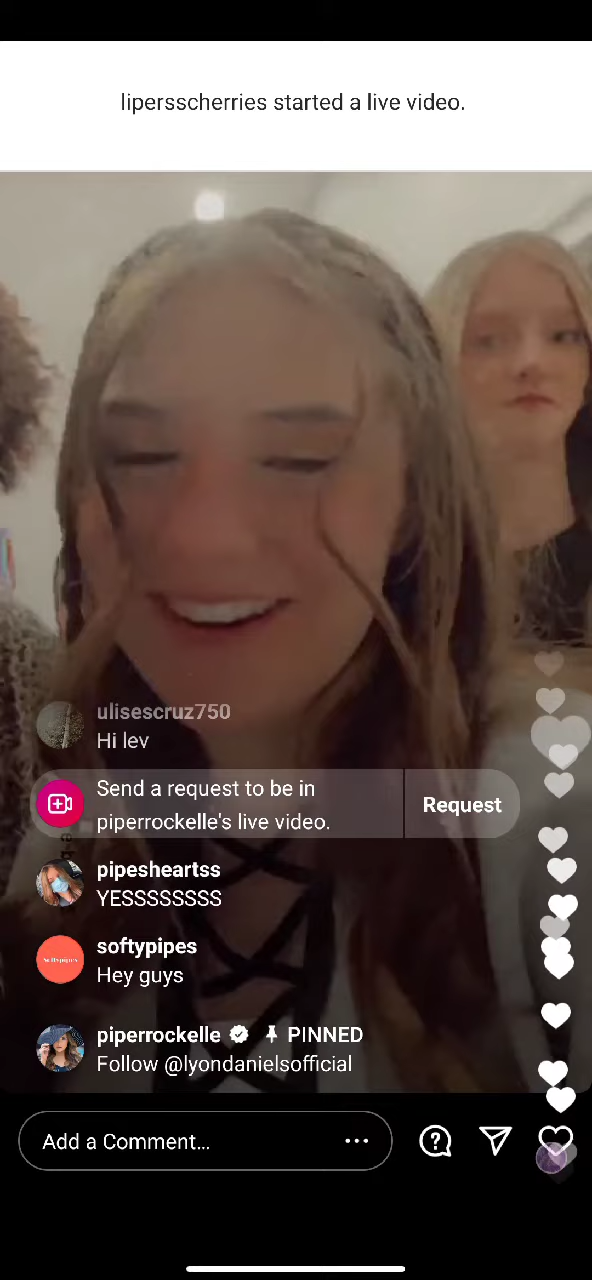 lipersscherries started a live video.
ulisescruz750
Hi lev
Send a request to be in
piperrockelle's live video.
Request
pipesheartss
YESSSSSSSS
softypipes
Hey guys
piperrockelle PINNED
Follow @lyondanielsofficial
Add a Comment...